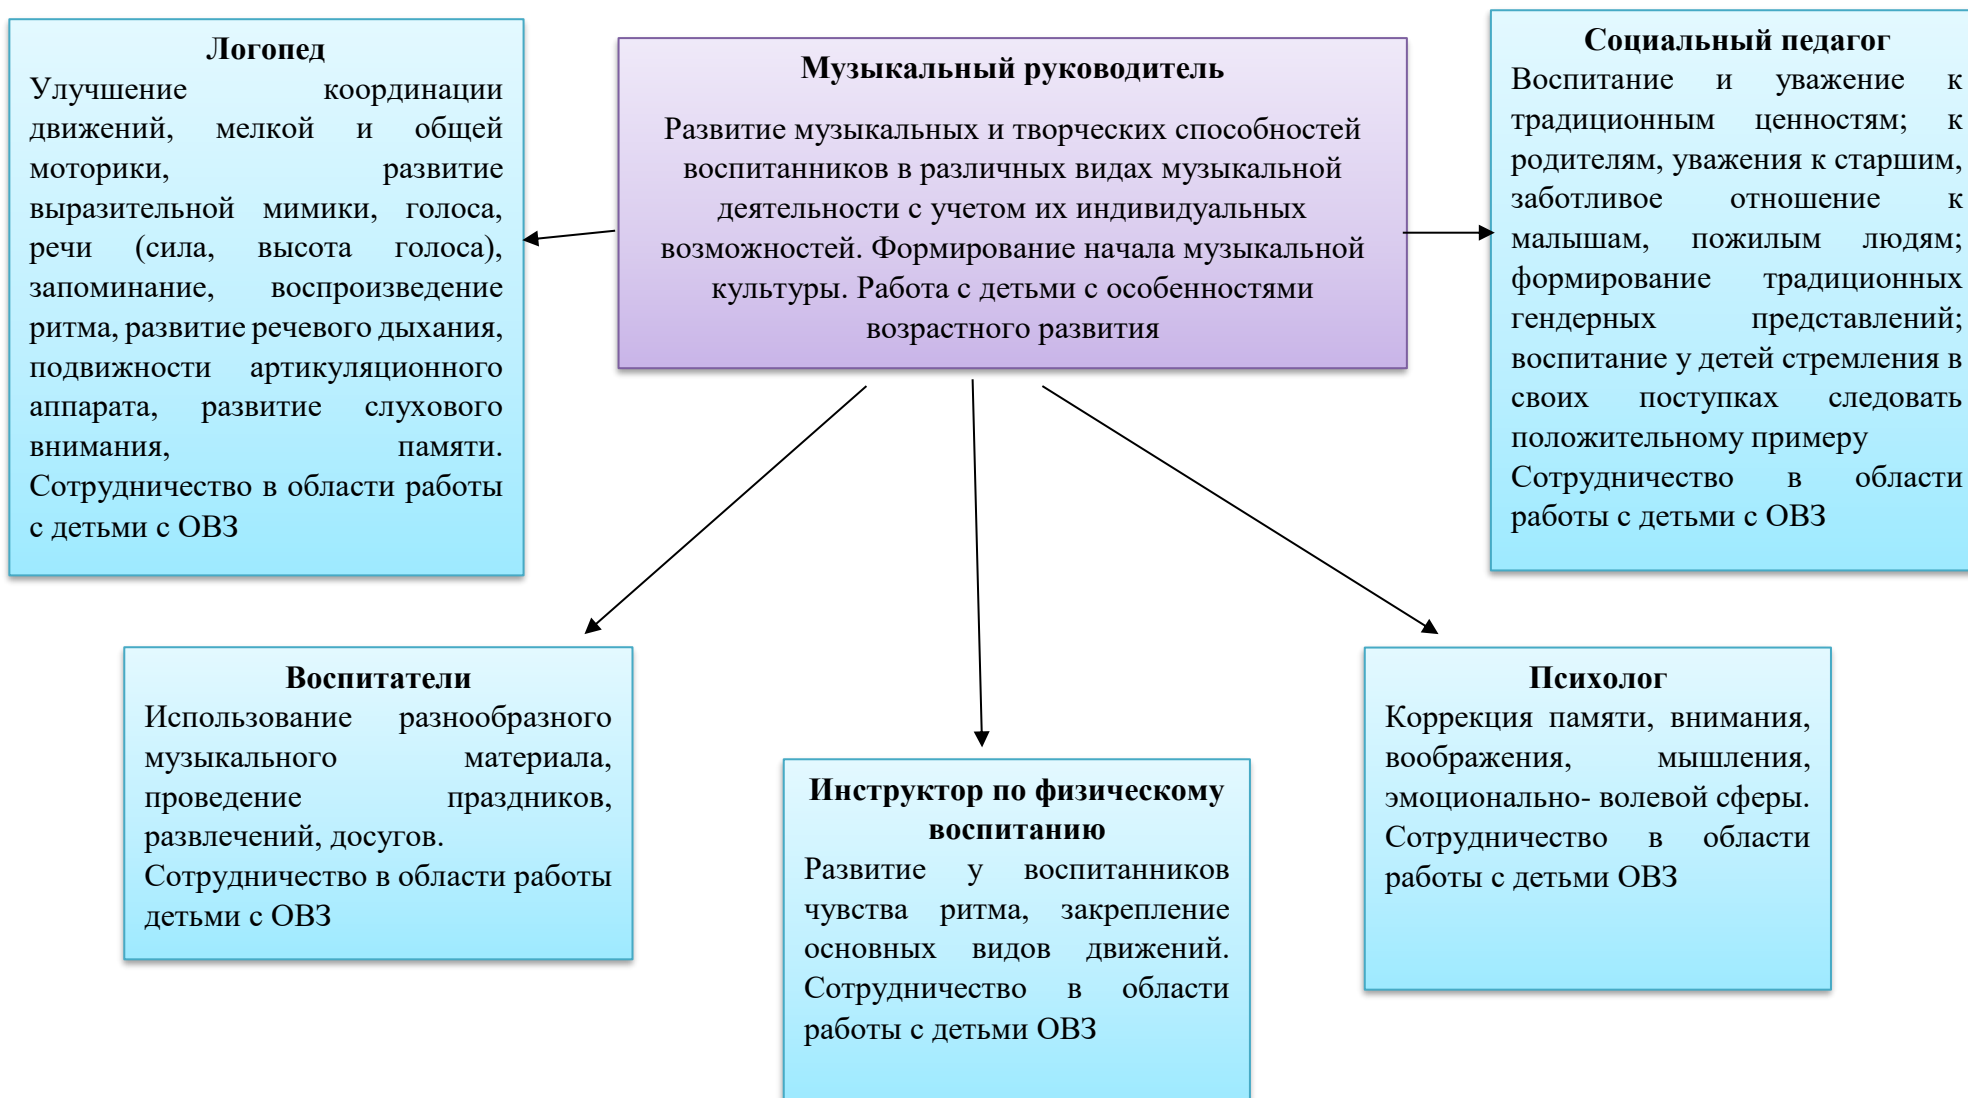 Логопед
Улучшение координации
движений, мелкой и общей
моторики, развитие
выразительной мимики, голоса,
речи (сила, высота голоса),
запоминание, воспроизведение
ритма, развитие речевого дыхания,
подвижности артикуляционного
аппарата, развитие слухового
внимания, памяти.
Сотрудничество в области работы
с детьми с ОВЗ
Музыкальный руководитель
Развитие музыкальных и творческих способностей
воспитанников в различных видах музыкальной
деятельности с учетом их индивидуальных
возможностей. Формирование начала музыкальной
культуры. Работа с детьми с особенностями
возрастного развития
Социальный педагог
Воспитание и уважение к
традиционным ценностям; к
родителям, уважения к старшим,
заботливое отношение к
малышам, пожилым людям;
формирование традиционных
гендерных представлений;
воспитание у детей стремления в
своих поступках следовать
положительному примеру
Сотрудничество в области
работы с детьми с ОВЗ
Воспитатели
Использование разнообразного
музыкального материала,
проведение праздников,
развлечений, досугов.
Сотрудничество в области работы
детьми с ОВЗ
Инструктор по физическому
воспитанию
Развитие у воспитанников
чувства ритма, закрепление
основных видов движений.
Сотрудничество в области
работы с детьми ОВЗ
Психолог
Коррекция памяти, внимания,
воображения, мышления,
эмоционально- волевой сферы.
Сотрудничество в области
работы с детьми ОВЗ